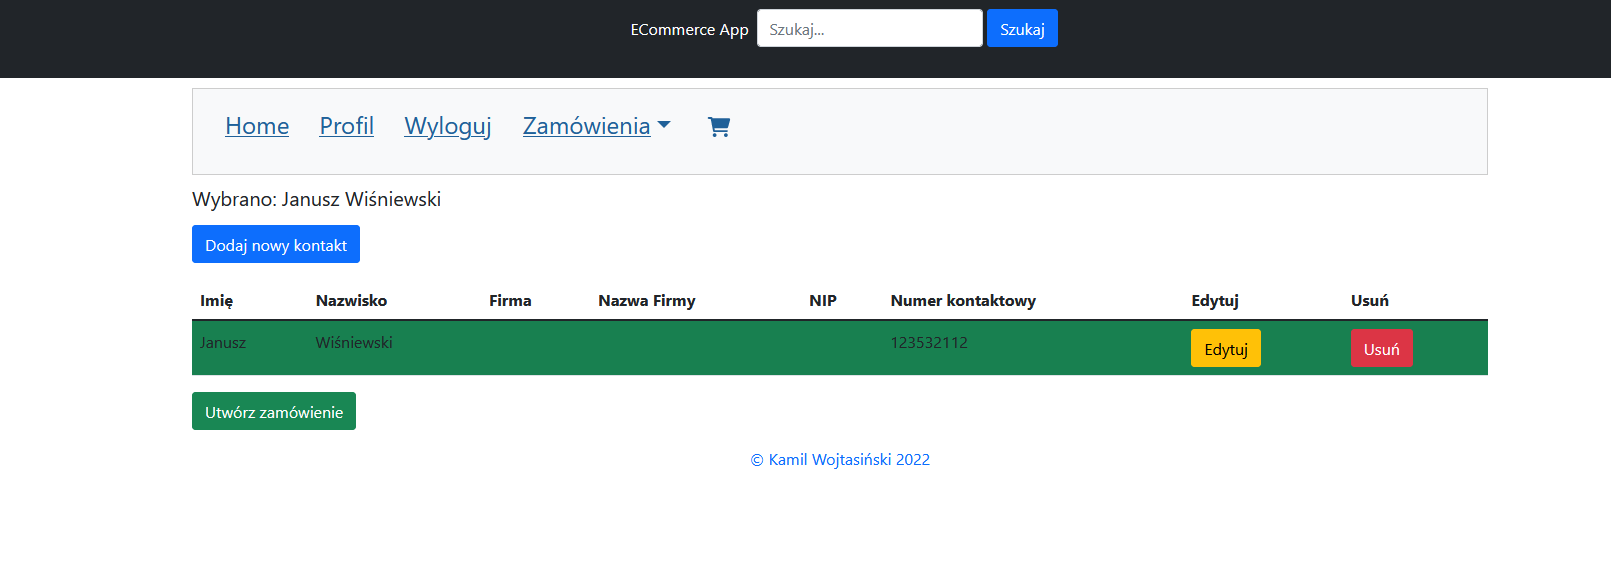 ECommerce App Szukaj... Szukaj
Home Profil Wyloguj Zamówienia
Wybrano: Janusz Wiśniewski
Dodaj nowy kontakt
Imię Nazwisko Firma Nazwa Firmy NIP Numer kontaktowy Edytuj Usuń
Janusz Wiśniewski 123532112 Edytuj Usuń
Utwórz zamówienie
© Kamil Wojtasiński 2022